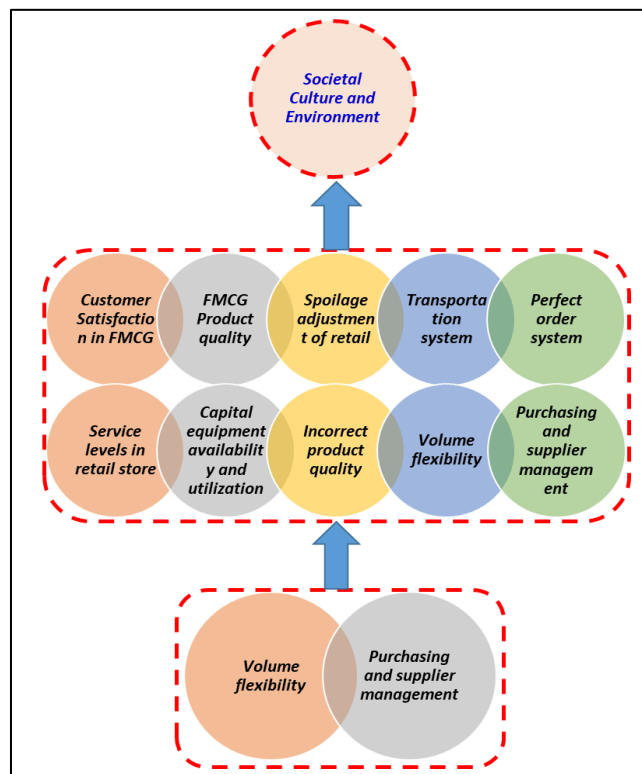 Societal
Culture and
Environment
Customer
Satisfactio
n in FMCG
FMCG
Product
quality
Spoilage
adjustmen
t of retail
Transporta
tion
system
Perfect
order
system
Service
levels in
retail store
Capital
equipment
availabilit
y and
utilization
Incorrect
product
quality
Volume
flexibility
Purchasing
and
supplier
managem
ent
Volume
flexibility
Purchasing
and supplier
management